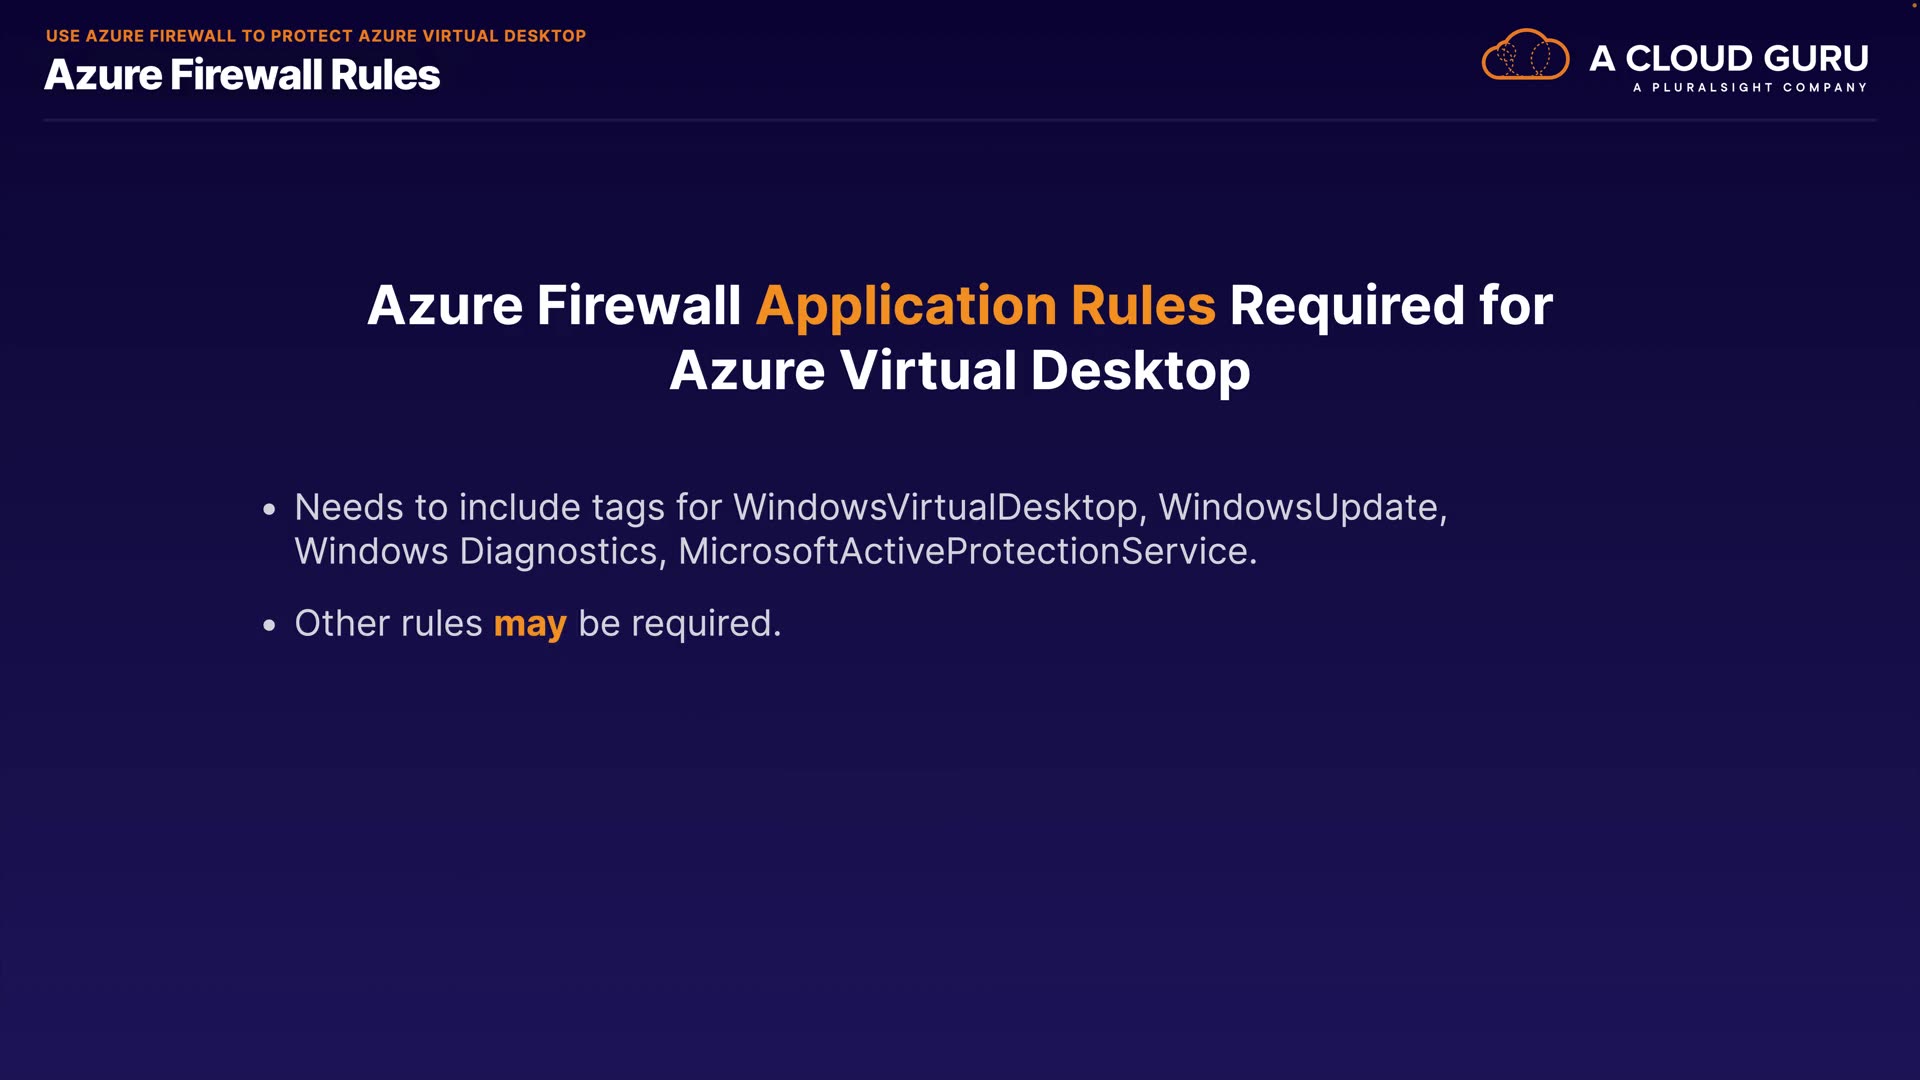 USE AZURE FIREWALL TO PROTECT AZURE VIRTUAL DESKTOP
Azure Firewall Rules
A CLOUD GURU
A PLURALSIGHT COMPANY
Azure Firewall Application Rules Required for
Azure Virtual Desktop
• Needs to include tags for WindowsVirtualDesktop, WindowsUpdate,
Windows Diagnostics, MicrosoftActiveProtectionService.
• Other rules may be required.